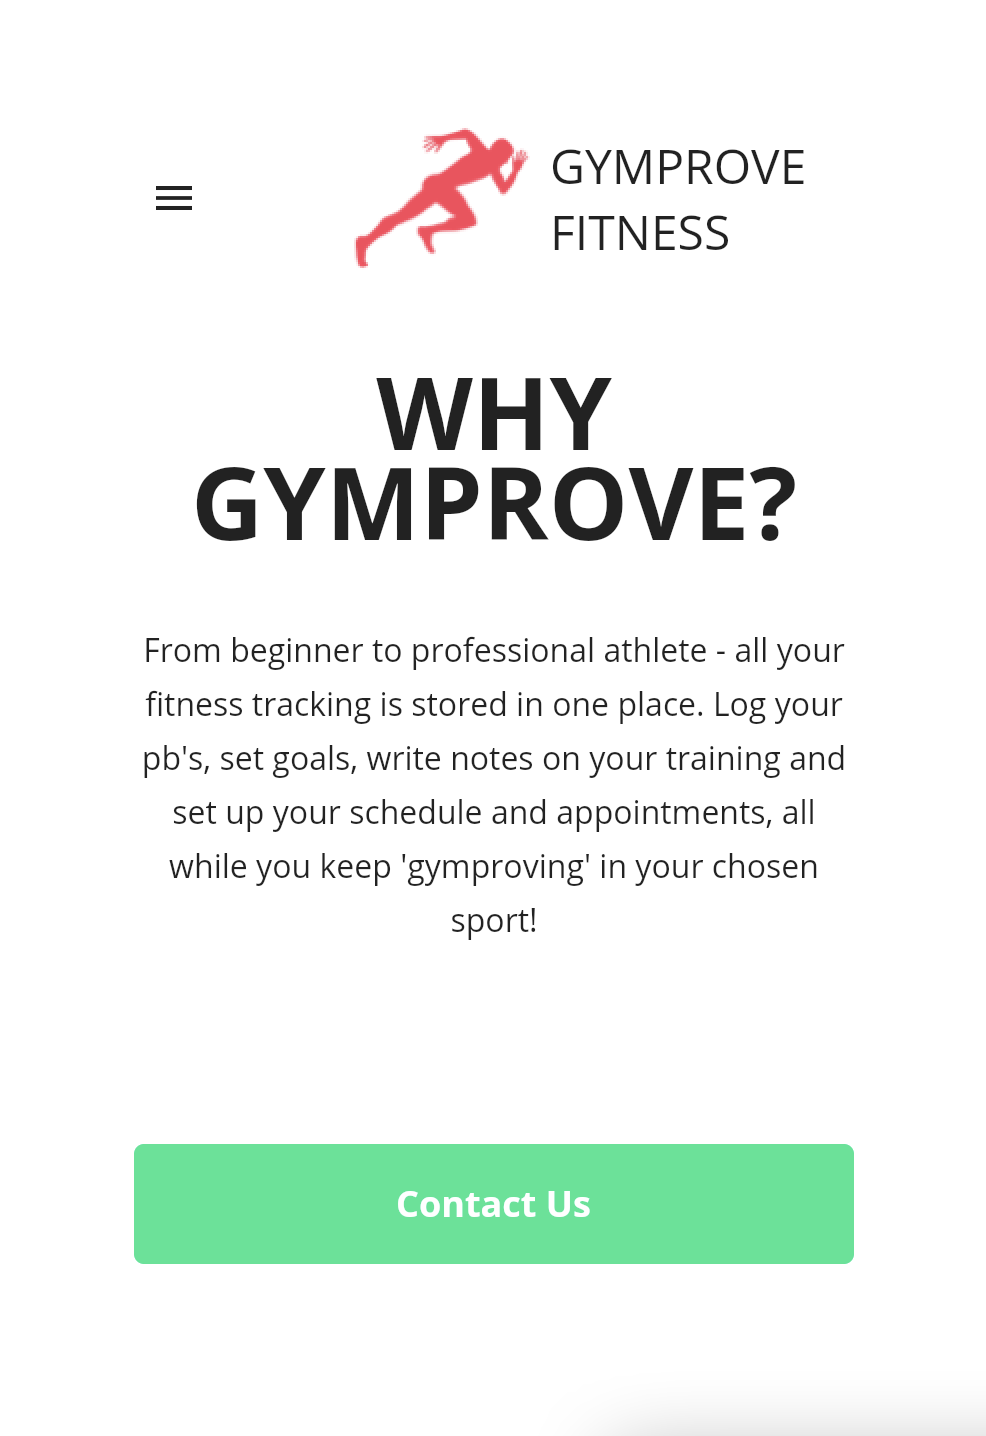 GYMPROVE
FITNESS
WHY
GYMPROVE?
From beginner to professional athlete - all your
fitness tracking is stored in one place. Log your
pb's, set goals, write notes on your training and
set up your schedule and appointments, all
while you keep 'gymproving' in your chosen
sport!
Contact Us